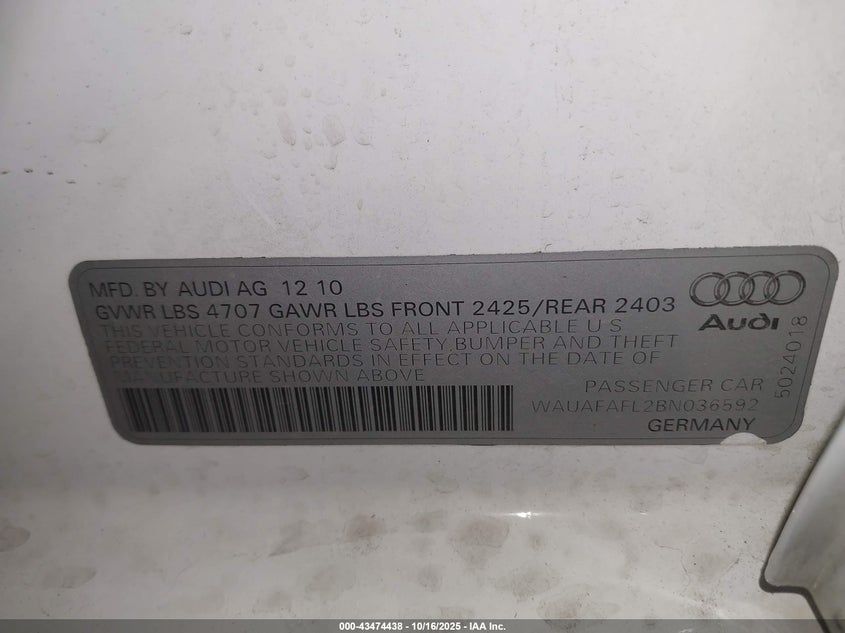 MFD. BY AUDI AG 12 10
GVWR LBS 4707 GAWR LBS FRONT 2425/REAR 2403
THIS VEHICLE CONFORMS TO ALL APPLICABLE U S
FEDERAL MOTOR VEHICLE SAFETY,BUMPER AND THEFT
PREVENTION STANDARDS IN EFFECT ON THE DATE OF
MANUFACTURE SHOWN ABOVE
PASSENGER CAR
WAUAFAFL2BN036592
GERMANY
Audi
5024018
000-43474438 - 10/16/2025 - IAA Inc.